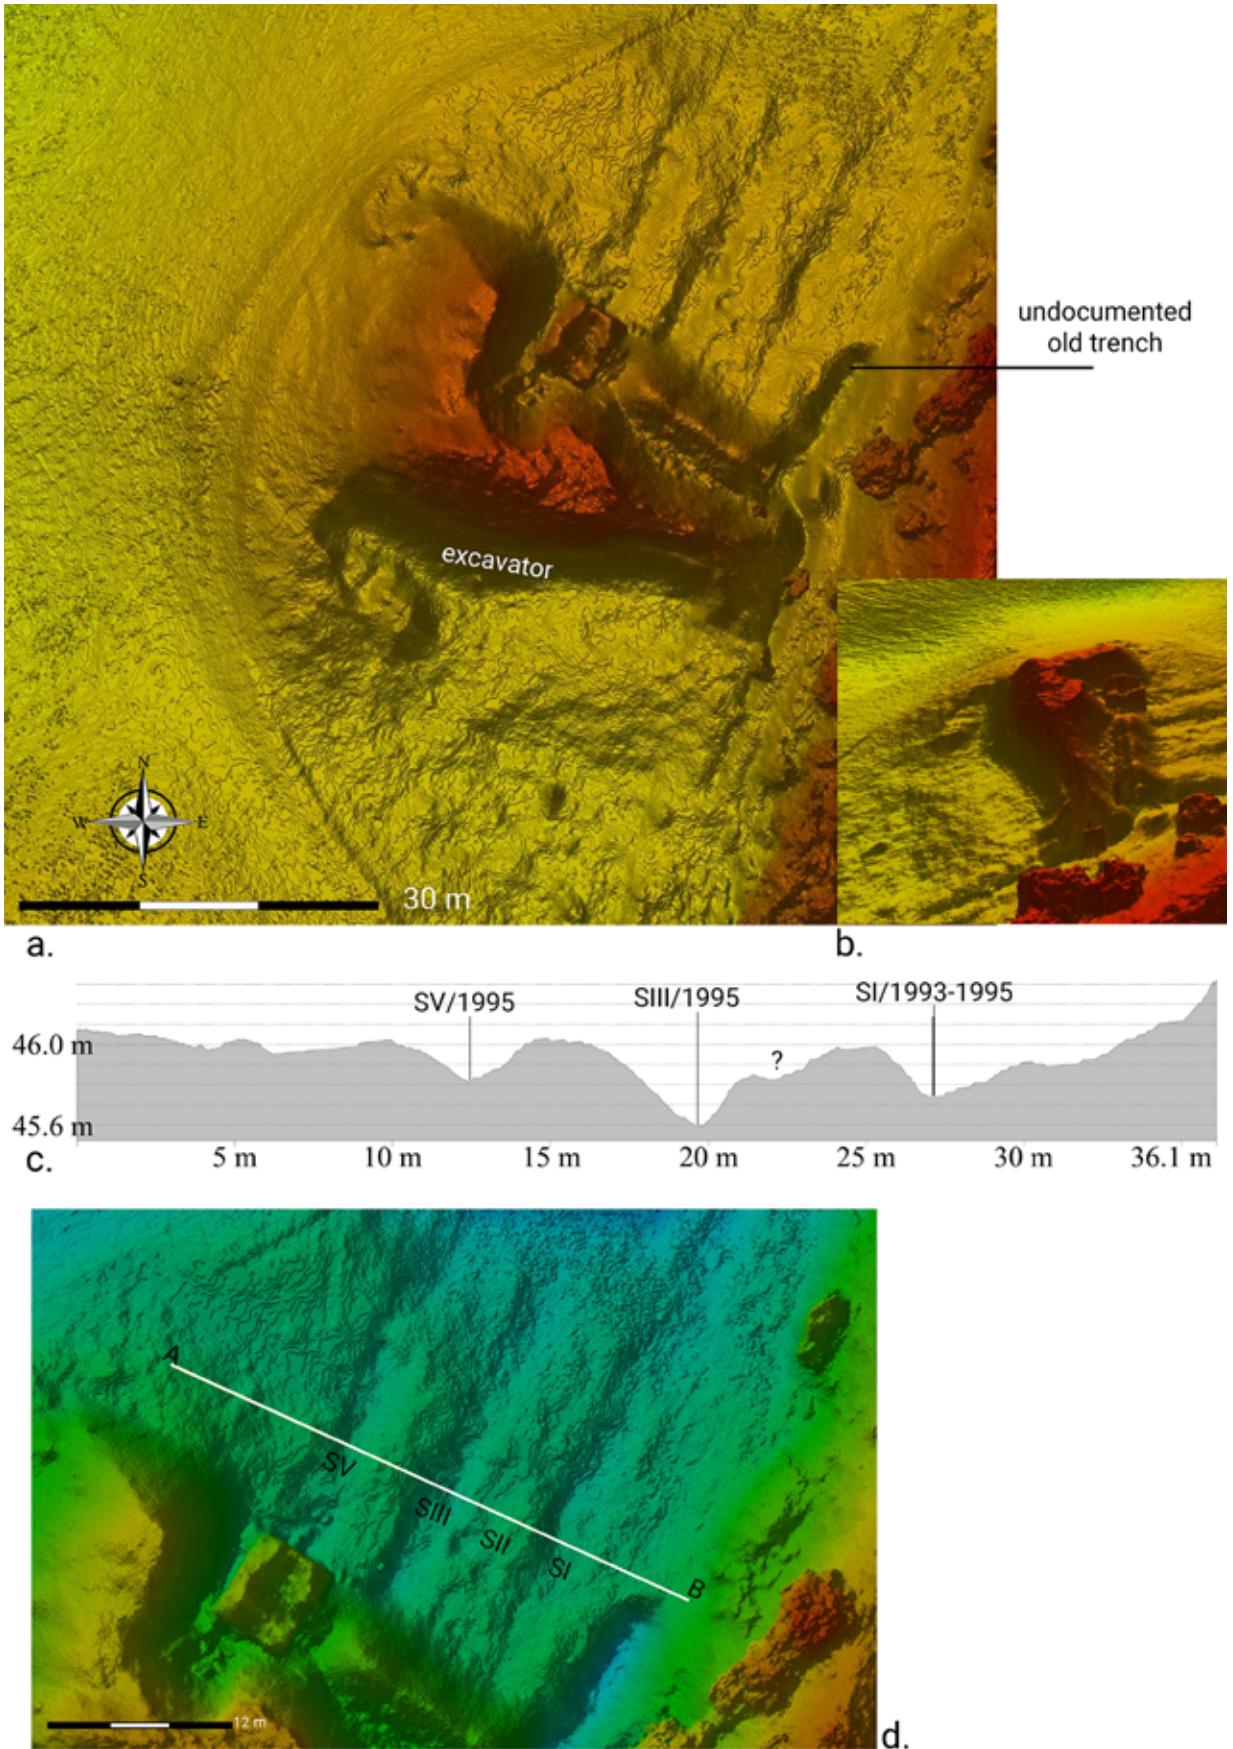 undocumented
old trench
excavator
N
W E
S
30 m
a.
b.
SV/1995
SIII/1995
SI/1993-1995
46.0 m
?
45.6 m
c.
5 m 10 m 15 m 20 m 25 m 30 m 36.1 m
A
SV
SIII
SII
SI
B
12 m
d.